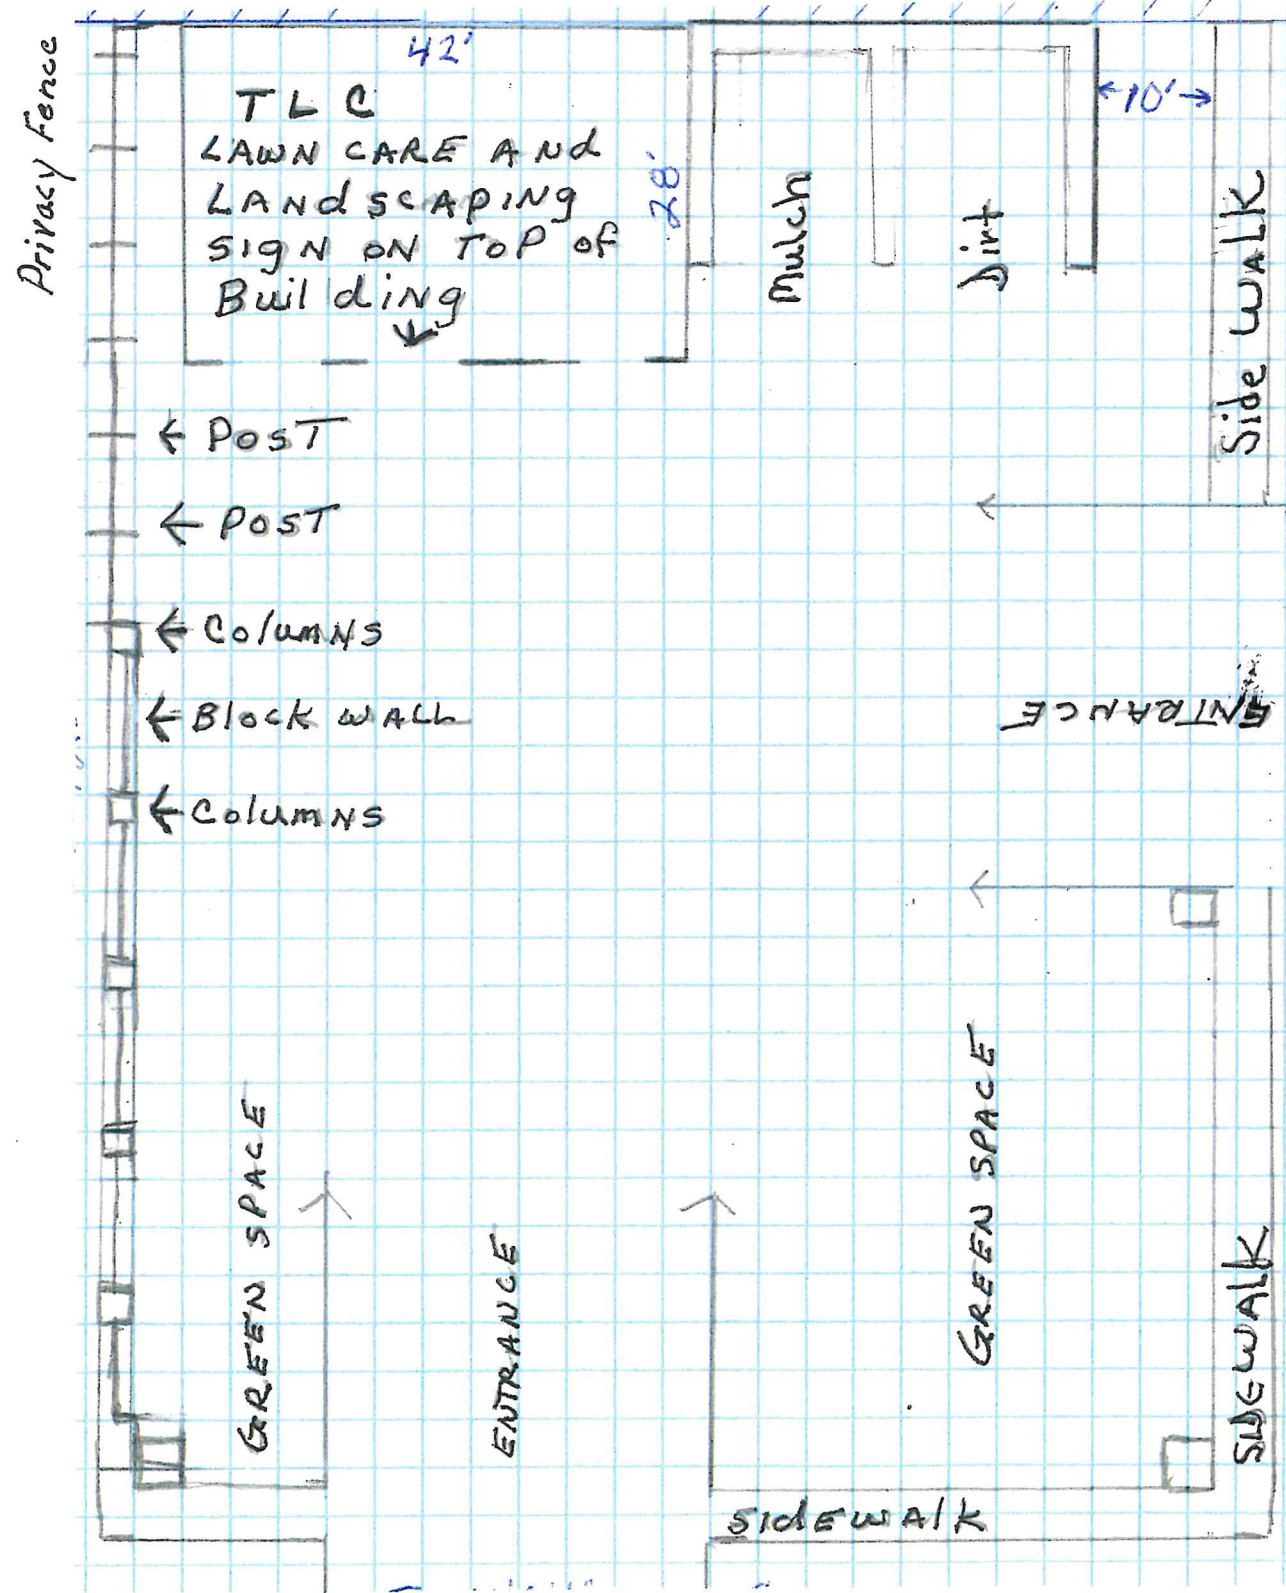 Privacy Fence
42'
TLC
LAWN CARE AND
LANdSCAPING
SIGN ON TOP OF
Building
28'
Mulch
Dirt
10'
Side WALK
POST
POST
ColumNS
Block WALL
ColumNS
ENTRANCE
GREEN SPACE
ENTRANCE
GREEN SPACE
SIDEWALK
SIdEWALK